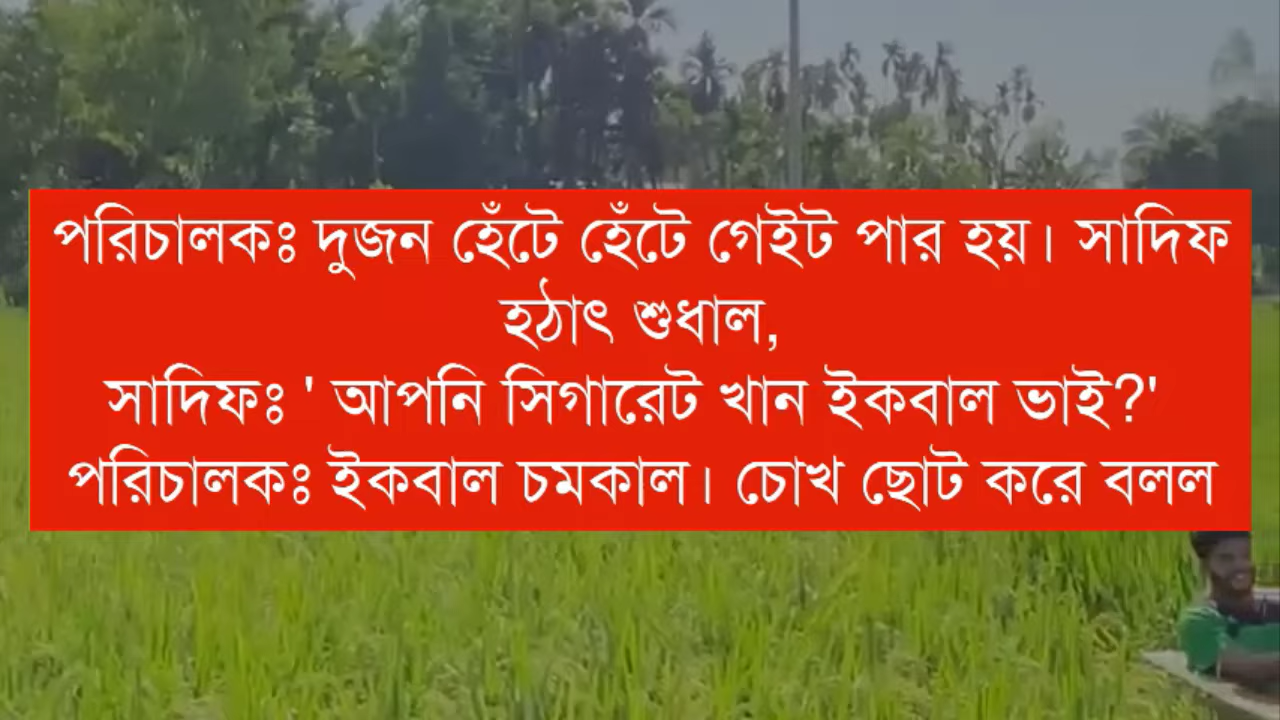 পরিচালকঃ দুজন হেঁটে হেঁটে গেইট পার হয়। সাদিফ
হঠাৎ শুধাল,
সাদিফঃ ' আপনি সিগারেট খান ইকবাল ভাই?'
পরিচালকঃ ইকবাল চমকাল। চোখ ছোট করে বলল